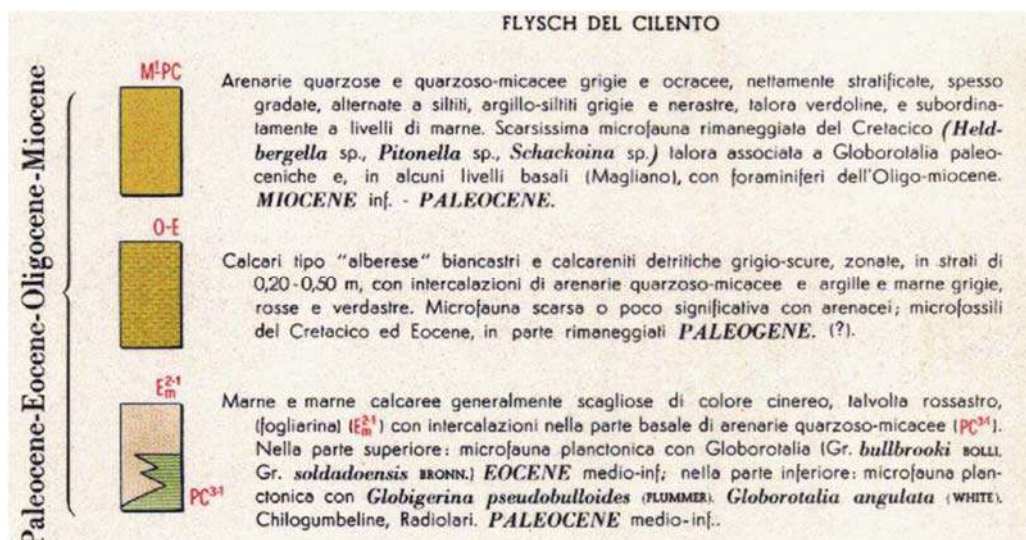 FLYSCH DEL CILENTO
Paleocene-Eocene-Oligocene-Miocene
M¹-PC
Arenarie quarzose e quarzoso-micacee grigie e ocracee, nettamente stratificate, spesso
gradate, alternate a siltiti, argillo-siltiti grigie e nerastre, talora verdoline, e subordina-
tamente a livelli di marne. Scarsissima microfauna rimaneggiata del Cretacico (Held-
bergella sp., Pitonella sp., Schackoina sp.) talora associata a Globorotalia paleo-
ceniche e, in alcuni livelli basali (Magliano), con foraminiferi dell'Oligo-miocene.
MIOCENE inf. - PALEOCENE.
O-E
Calcari tipo "alberese" biancastri e calcareniti detritiche grigio-scure, zonate, in strati di
0,20-0,50 m, con intercalazioni di arenarie quarzoso-micacee e argille e marne grigie,
rosse e verdastre. Microfauna scarsa o poco significativa con arenacei; microfossili
del Cretacico ed Eocene, in parte rimaneggiati PALEOGENE. (?).
E²⁻¹m
Marne e marne calcaree generalmente scagliose di colore cinereo, talvolta rossastro,
(fogliarina) (E²⁻¹m) con intercalazioni nella parte basale di arenarie quarzoso-micacee (PC³⁻¹).
Nella parte superiore: microfauna planctonica con Globorotalia (Gr. bullbrooki BOLLI,
Gr. soldadoensis BRONN.) EOCENE medio-inf; nella parte inferiore: microfauna plan-
ctonica con Globigerina pseudobulloides (PLUMMER). Globorotalia angulata (WHITE),
Chilogumbeline, Radiolari. PALEOCENE medio-inf..
PC³⁻¹